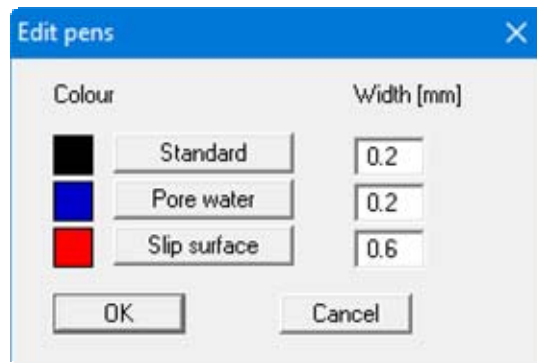 Edit pens
Colour Width [mm]
Standard 0.2
Pore water 0.2
Slip surface 0.6
OK Cancel